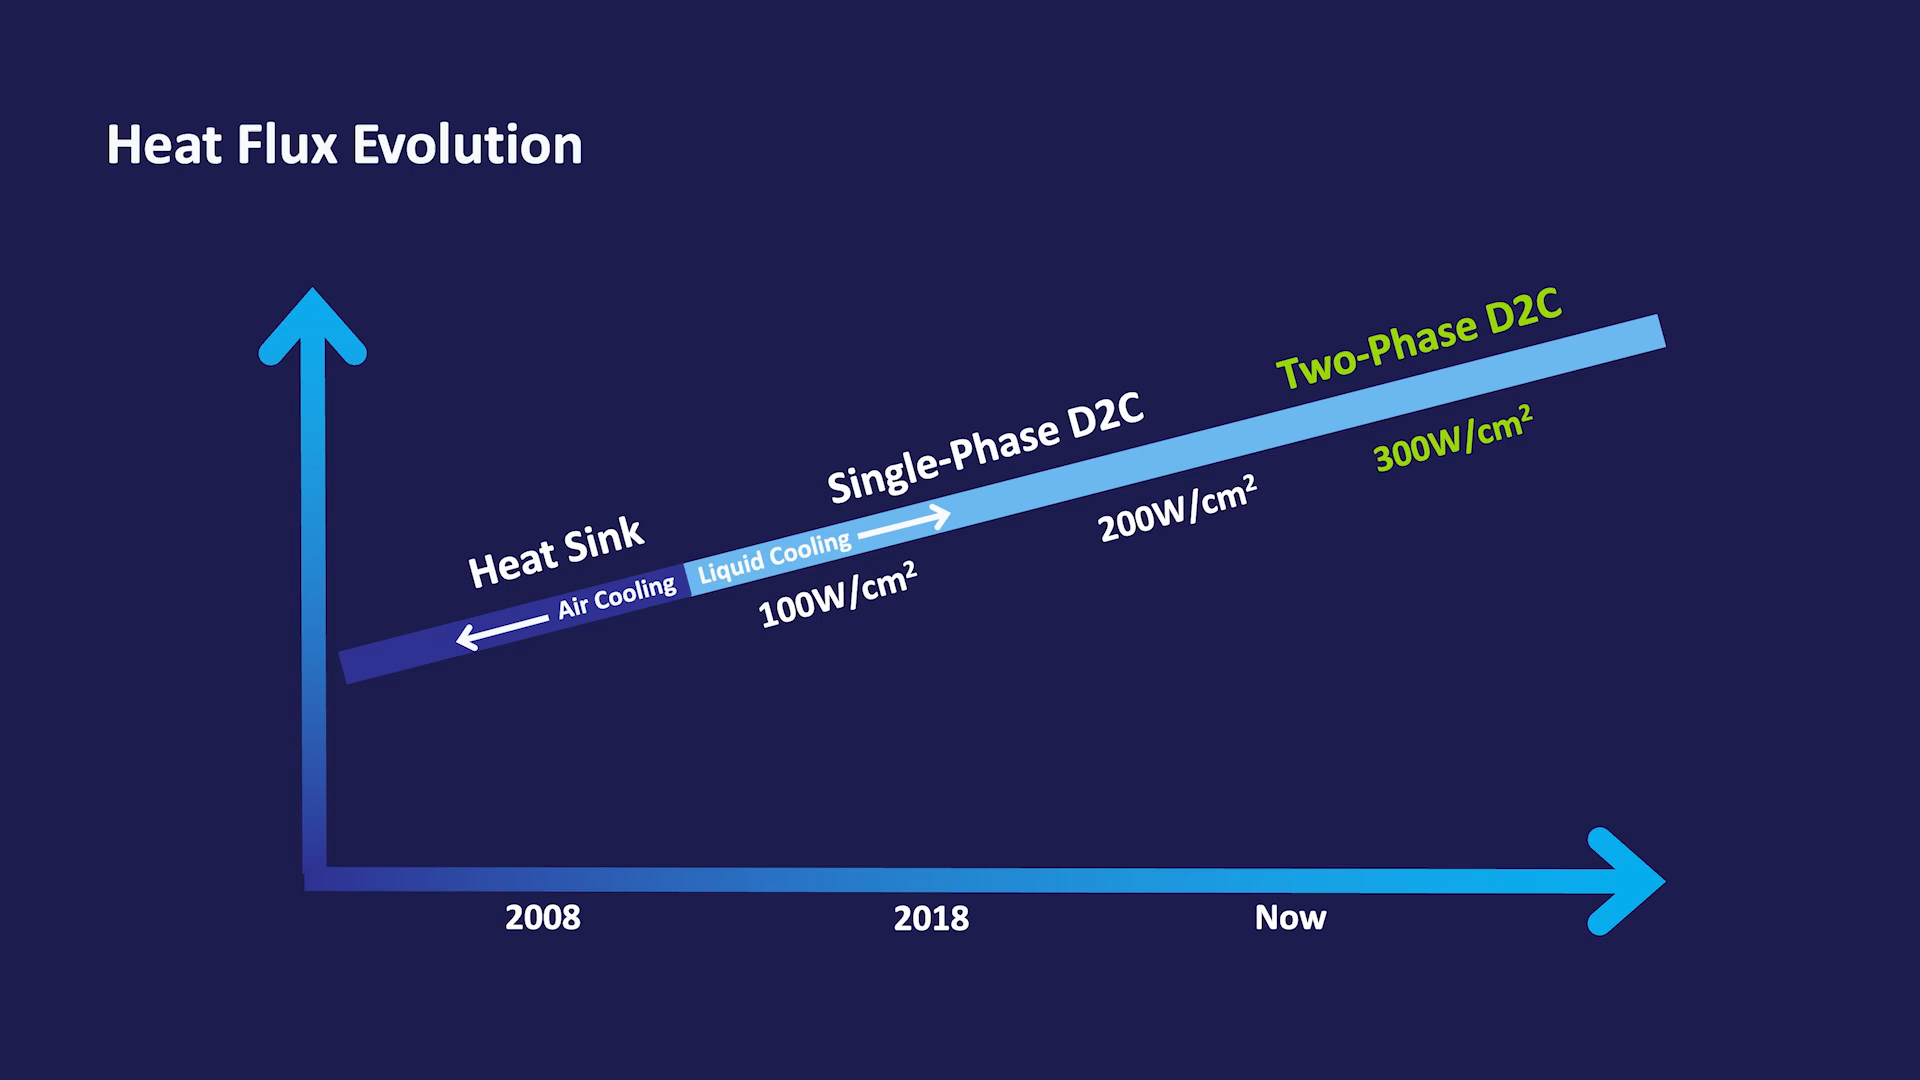 Heat Flux Evolution
Two-Phase D2C
300W/cm²
Single-Phase D2C
200W/cm²
Heat Sink
Liquid Cooling
Air Cooling
100W/cm²
2008
2018
Now